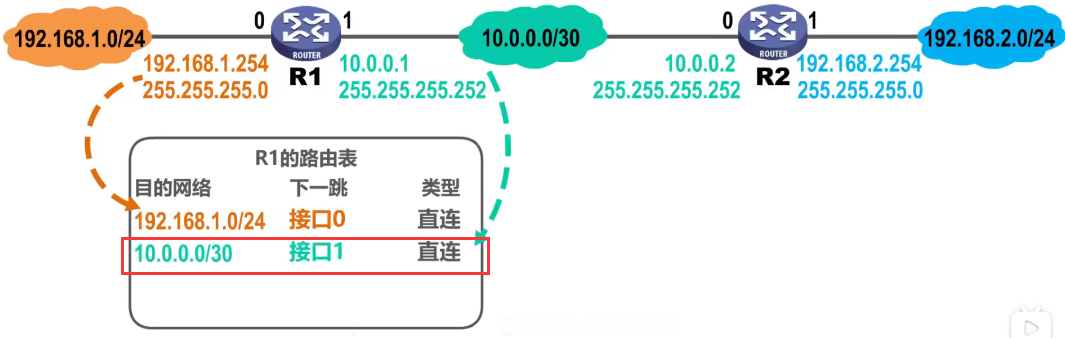 0 1 0 1
192.168.1.0/24 10.0.0.0/30 192.168.2.0/24
ROUTER ROUTER
R1 R2
192.168.1.254 10.0.0.1 10.0.0.2 192.168.2.254
255.255.255.0 255.255.255.252 255.255.255.252 255.255.255.0
R1的路由表
目的网络 下一跳 类型
192.168.1.0/24 接口0 直连
10.0.0.0/30 接口1 直连